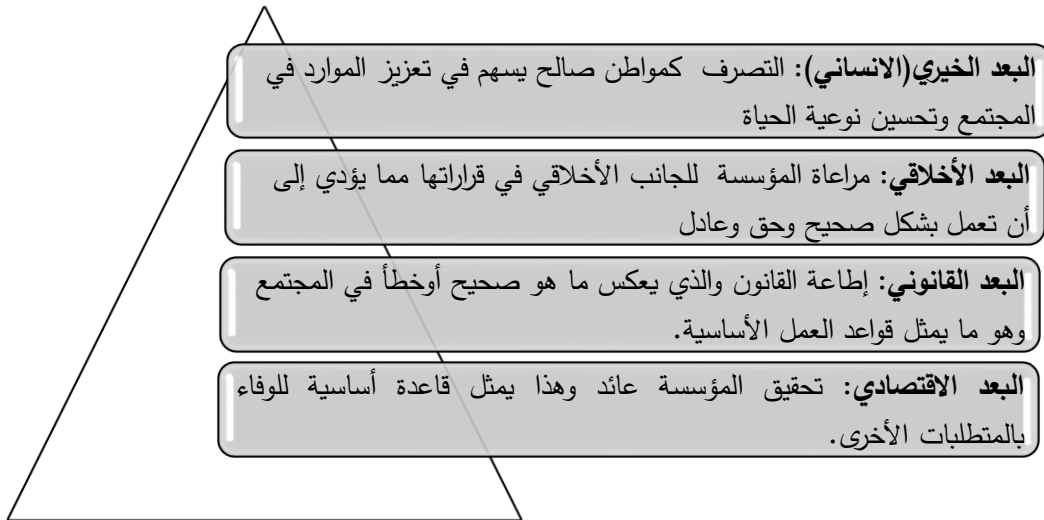 البعد الخيري(الانساني): التصرف كمواطن صالح يسهم في تعزيز الموارد في
المجتمع وتحسين نوعية الحياة
البعد الأخلاقي: مراعاة المؤسسة للجانب الأخلاقي في قراراتها مما يؤدي إلى
أن تعمل بشكل صحيح وحق وعادل
البعد القانوني: إطاعة القانون والذي يعكس ما هو صحيح أوخطأ في المجتمع
وهو ما يمثل قواعد العمل الأساسية.
البعد الاقتصادي: تحقيق المؤسسة عائد وهذا يمثل قاعدة أساسية للوفاء
بالمتطلبات الأخرى.